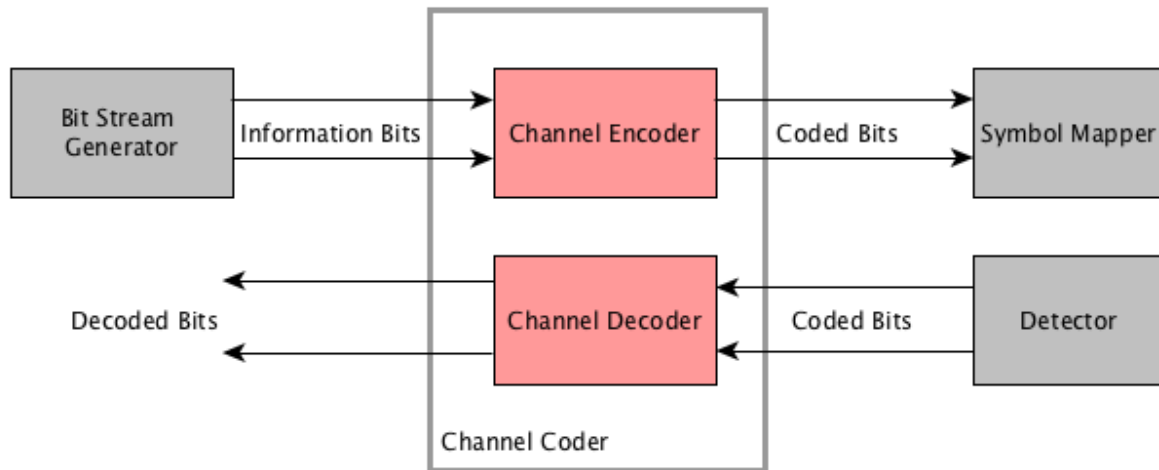 Bit Stream
Generator
Information Bits
Channel Encoder
Coded Bits
Symbol Mapper
Decoded Bits
Channel Decoder
Coded Bits
Detector
Channel Coder